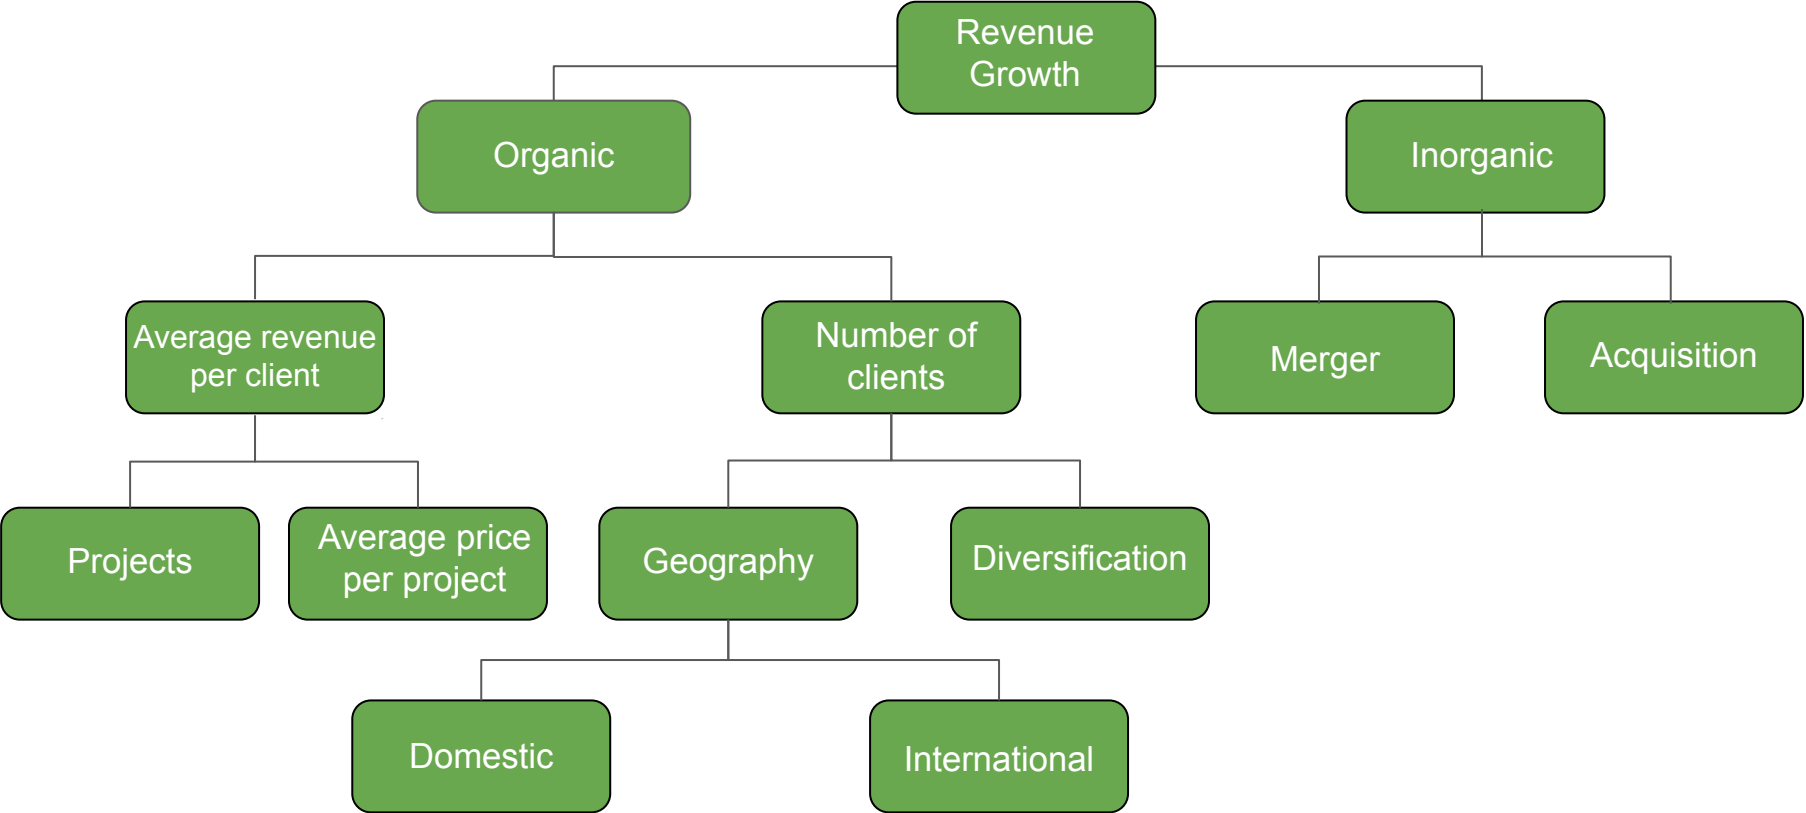 Revenue
Growth
Organic
Inorganic
Average revenue
per client
Number of
clients
Merger
Acquisition
Projects
Average price
per project
Geography
Diversification
Domestic
International